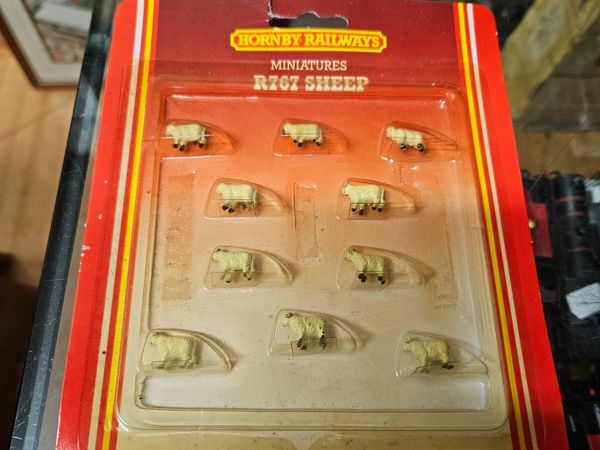 HORNBY RAILWAYS
MINIATURES
R767 SHEEP